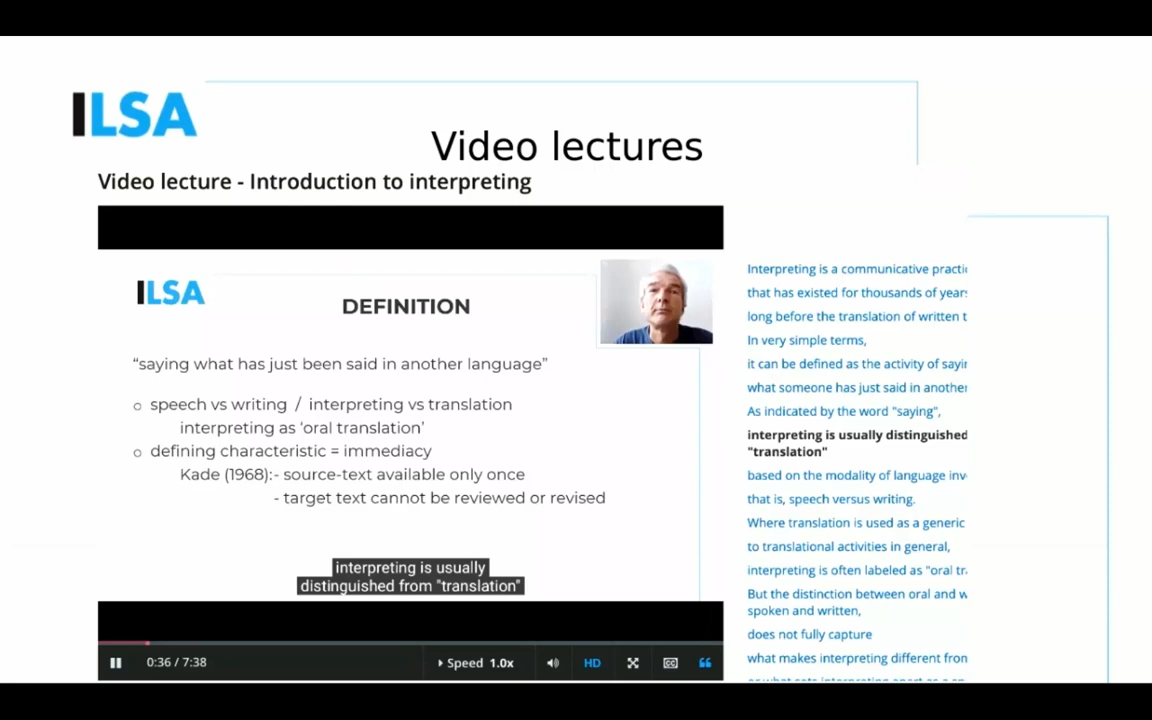 ILSA
Video lectures
Video lecture - Introduction to interpreting
ILSA
DEFINITION
“saying what has just been said in another language”
o speech vs writing / interpreting vs translation
interpreting as ‘oral translation’
o defining characteristic = immediacy
Kade (1968):- source-text available only once
- target text cannot be reviewed or revised
interpreting is usually
distinguished from "translation"
0:36 / 7:38
Speed 1.0x
HD
CC
Interpreting is a communicative
that has existed for thousands of years
long before the translation of written
In very simple terms,
it can be defined as the activity of
what someone has just said in another
As indicated by the word "saying",
interpreting is usually distinguished
"translation"
based on the modality of language
that is, speech versus writing.
Where translation is used as a generic
to translational activities in general,
interpreting is often labeled as "oral
But the distinction between oral and
spoken and written,
does not fully capture
what makes interpreting different